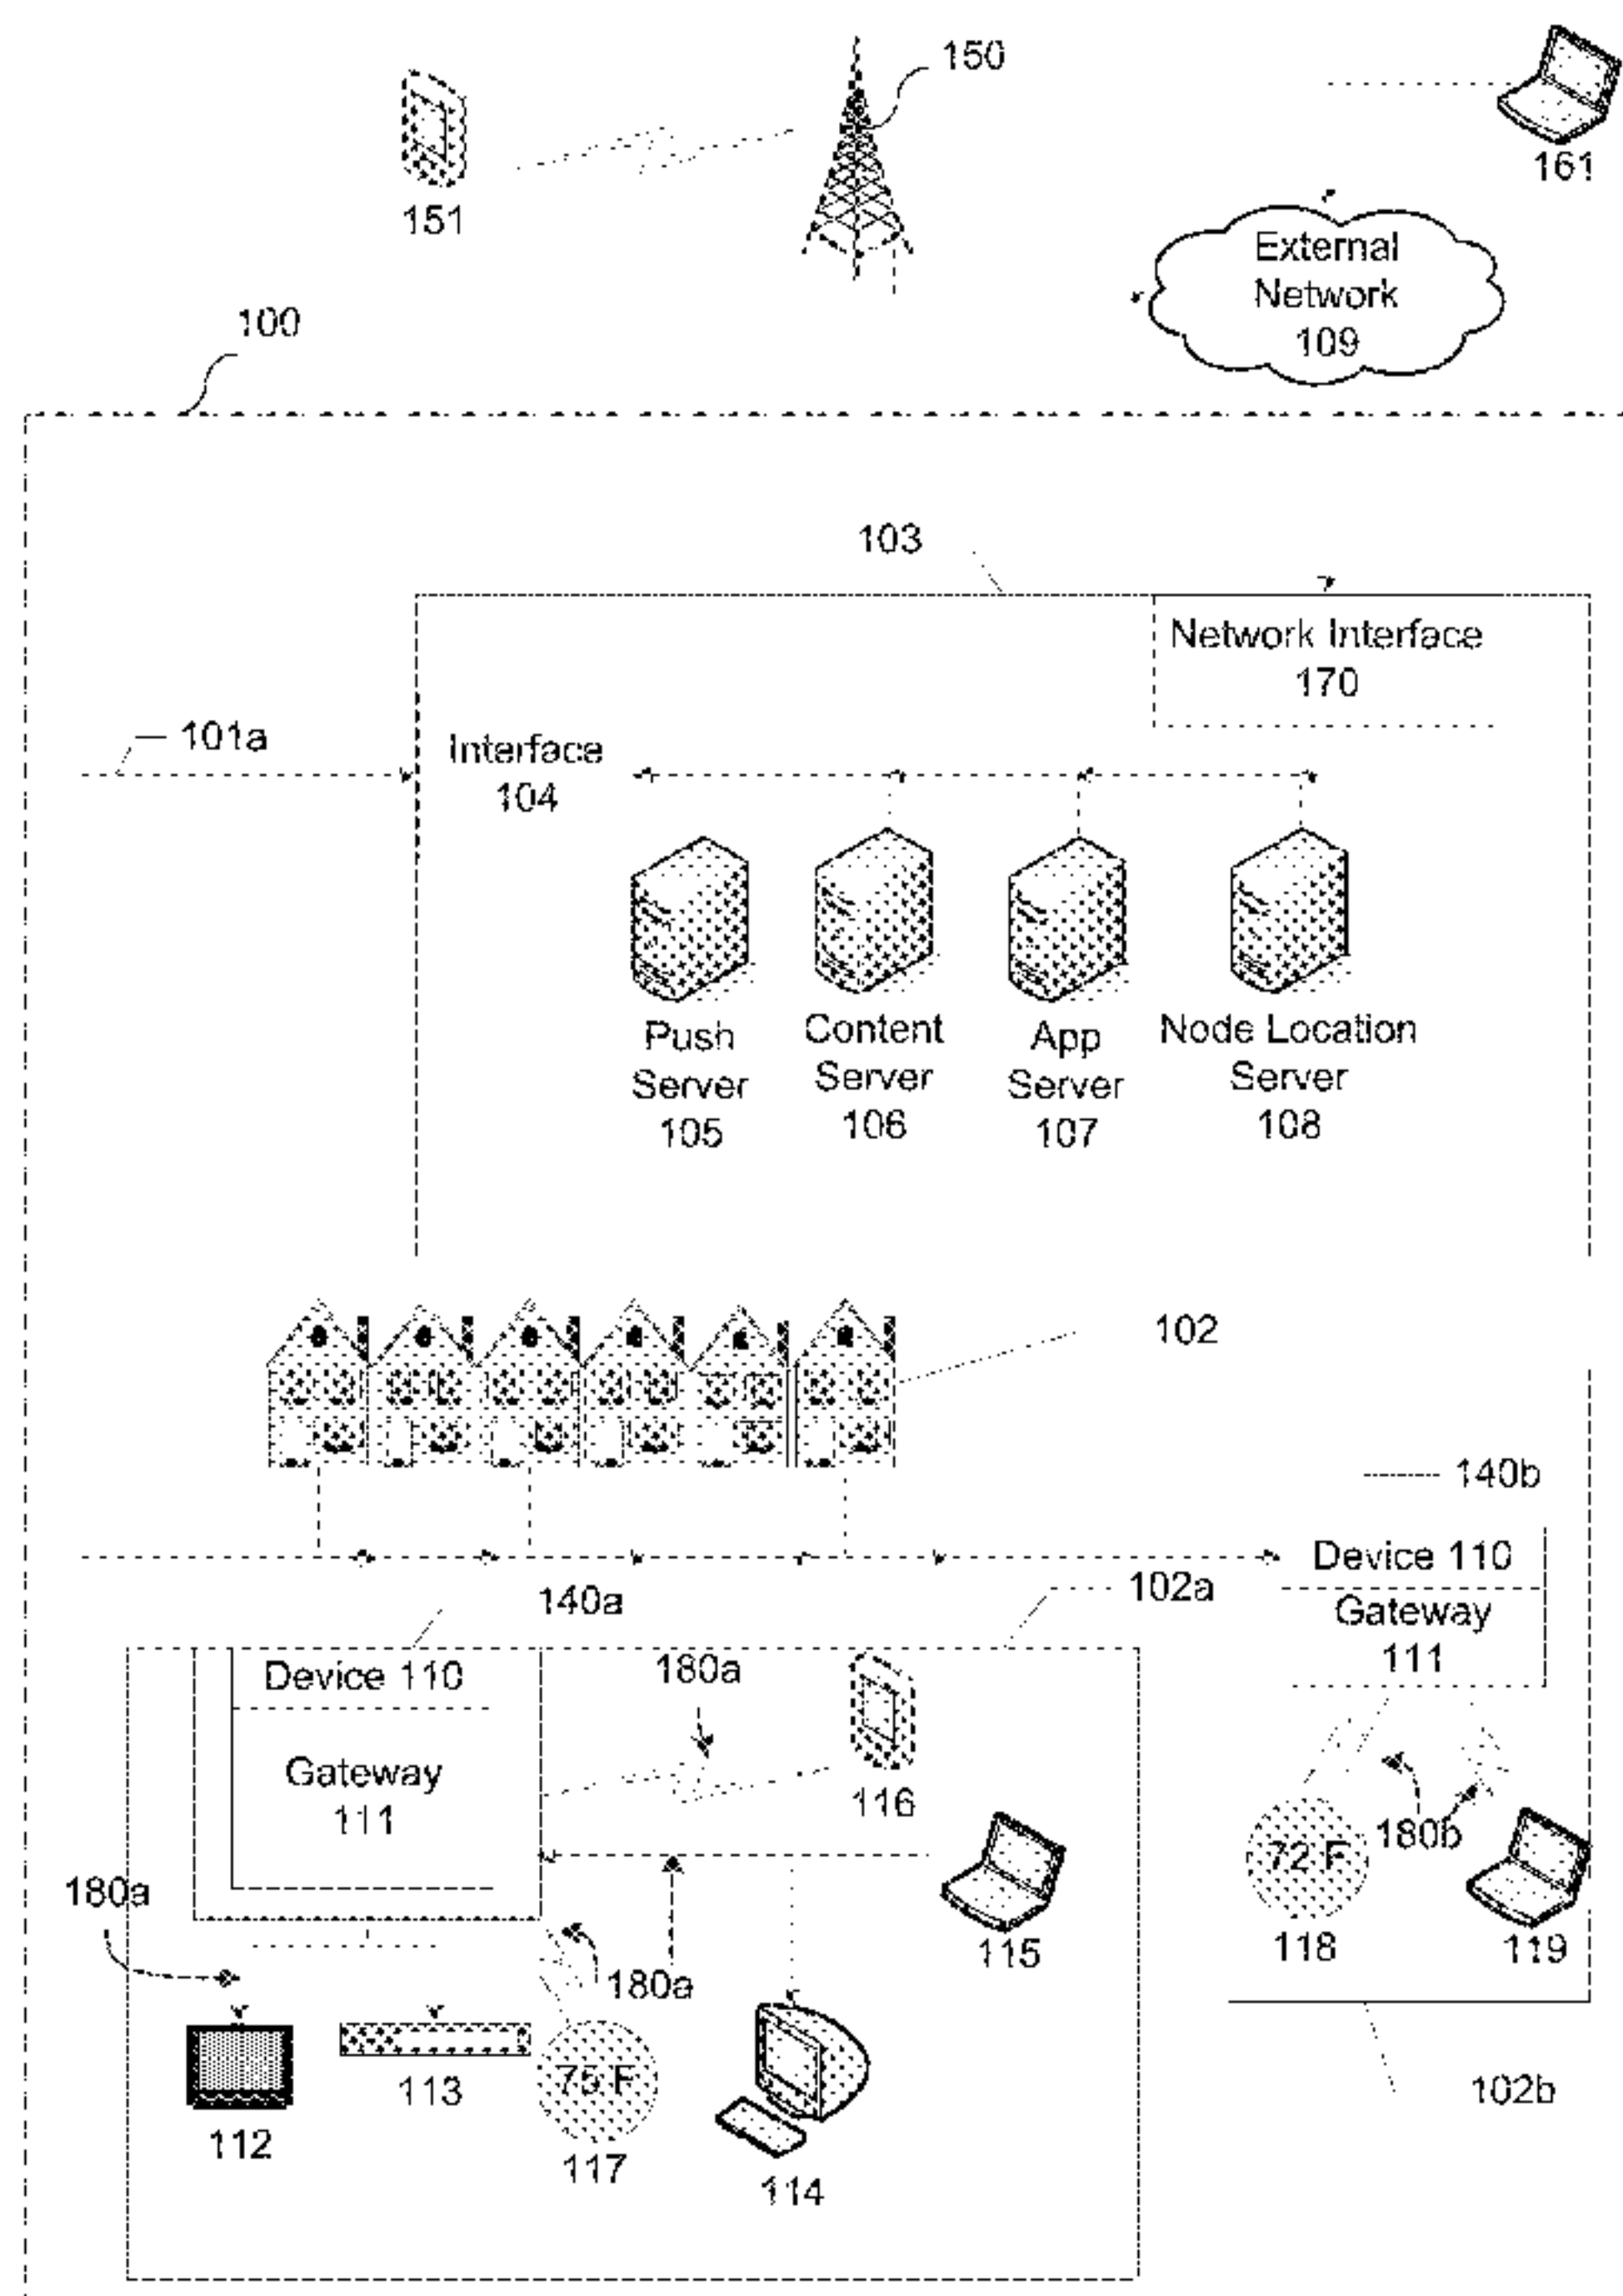 150
161
151
External
Network
109
100
103
Network Interface
170
101a
Interface
104
Push
Server
105
Content
Server
106
App
Server
107
Node Location
Server
108
102
140b
Device 110
Gateway
111
140a
102a
Device 110
Gateway
111
180a
116
180a
72 F
180b
115
118
119
180a
75 F
113
112
117
114
102b